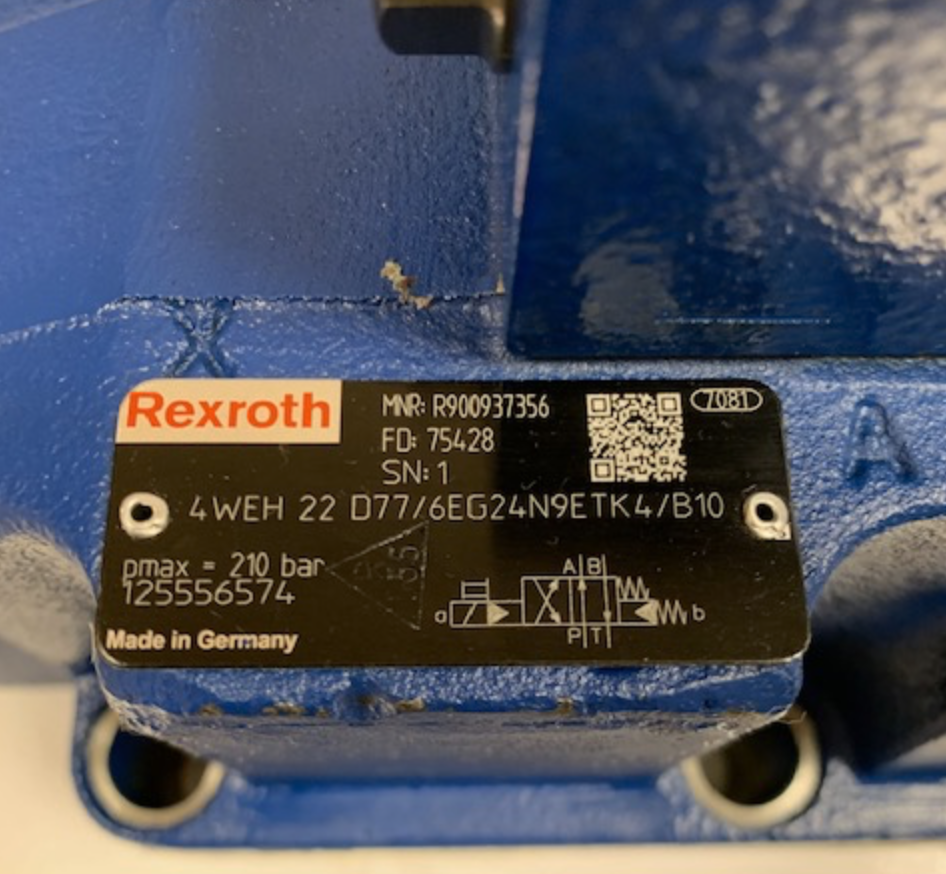 X
Rexroth
MNR: R900937356
7081
FD: 75428
SN: 1
A
4WEH 22 D77/6EG24N9ETK4/B10
pmax = 210 bar
125556574
A B
a
b
P T
Made in Germany